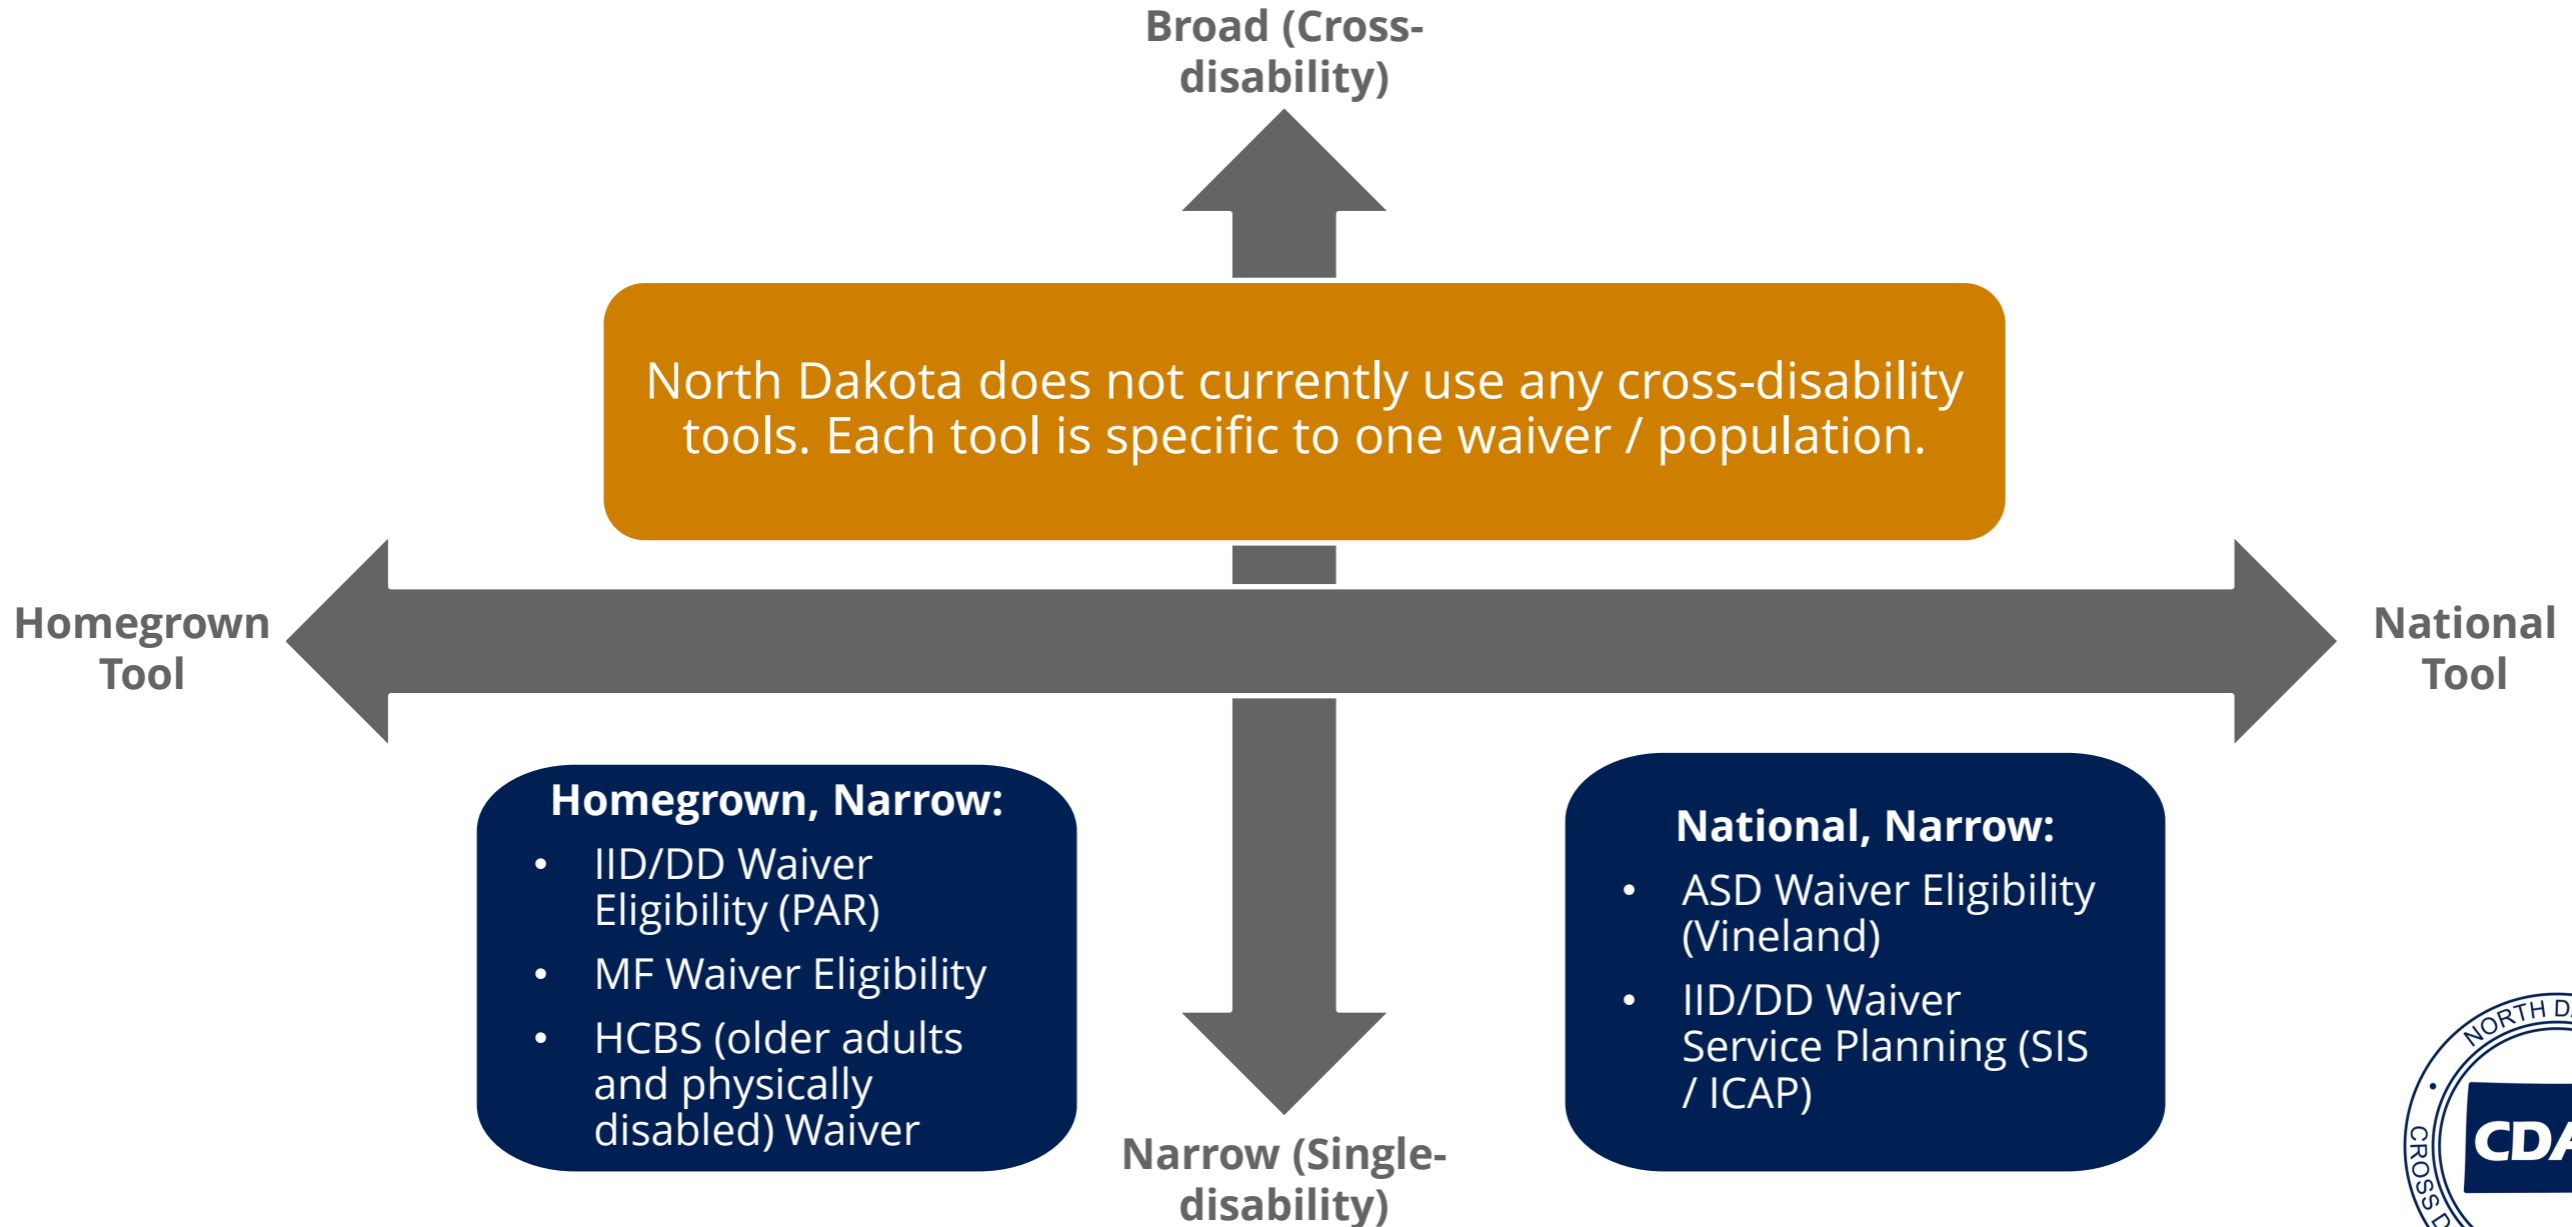 Broad (Cross-
disability)
North Dakota does not currently use any cross-disability
tools. Each tool is specific to one waiver / population.
Homegrown
Tool
National
Tool
Homegrown, Narrow:
• IID/DD Waiver
Eligibility (PAR)
• MF Waiver Eligibility
• HCBS (older adults
and physically
disabled) Waiver
National, Narrow:
• ASD Waiver Eligibility
(Vineland)
• IID/DD Waiver
Service Planning (SIS
/ ICAP)
Narrow (Single-
disability)
NORTH
CROSS